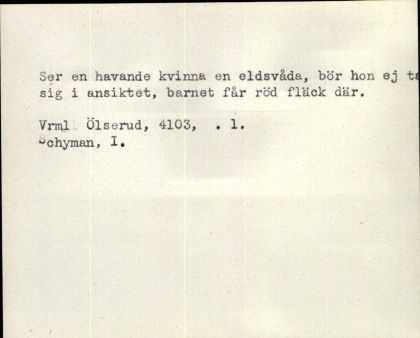 Ser en havande kvinna en eldsvåda, bör hon ej ta
sig i ansiktet, barnet får röd fläck där.
Vrml Ölserud, 4103, . 1.
Schyman, I.